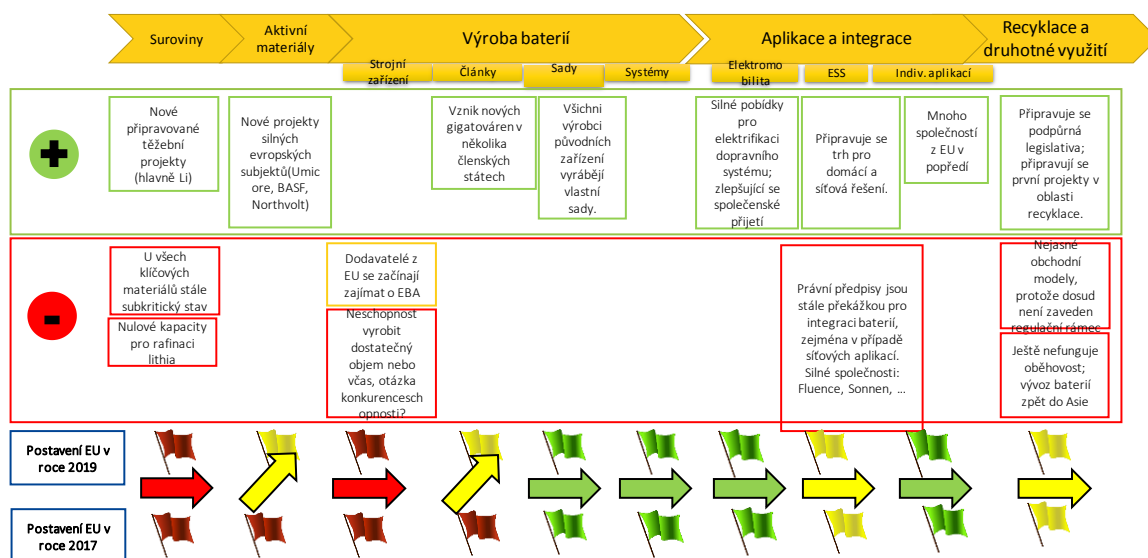 Suroviny
Aktivní
materiály
Výroba baterií
Aplikace a integrace
Recyklace a
druhotné využití
Strojní
zařízení
Články
Sady
Systémy
Elektromo
bilita
ESS
Indiv. aplikací
Nové
připravované
těžební
projekty
(hlavně Li)
Nové projekty
silných
evropských
subjektů(Umic
ore, BASF,
Northvolt)
Vznik nových
gigatováren v
několika
členských
státech
Všichni
výrobci
původních
zařízení
vyrábějí
vlastní
sady.
Silné pobídky
pro
elektrifikaci
dopravního
systému;
zlepšující se
společenské
přijetí
Připravuje se
trh pro
domácí a
síťová řešení.
Mnoho
společností
z EU v
popředí
Připravuje se
podpůrná
legislativa;
připravují se
první projekty v
oblasti
recyklace.
U všech
klíčových
materiálů stále
subkritický stav
Nulové kapacity
pro rafinaci
lithia
Dodavatelé z
EU se začínají
zajímat o EBA
Neschopnost
vyrobit
dostatečný
objem nebo
včas, otázka
konkurencesch
opnosti?
Právní předpisy jsou
stále překážkou pro
integraci baterií,
zejména v případě
síťových aplikací.
Silné společnosti:
Fluence, Sonnen, …
Nejasné
obchodní
modely,
protože dosud
není zaveden
regulační rámec
Ještě nefunguje
oběhovost;
vývoz baterií
zpět do Asie
Postavení EU v
roce 2019
Postavení EU v
roce 2017